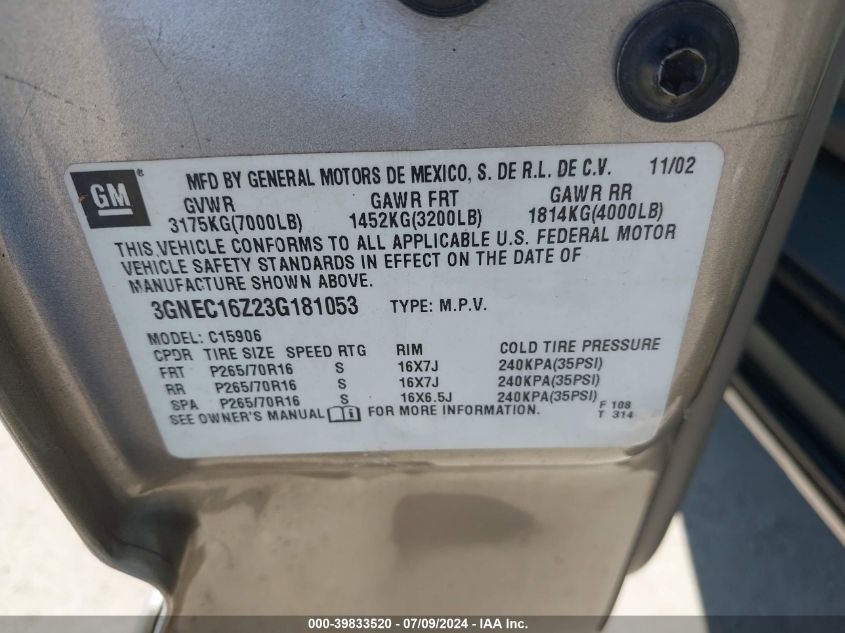 GM ®
MFD BY GENERAL MOTORS DE MEXICO, S. DE R.L. DE C.V. 11/02
GVWR GAWR FRT GAWR RR
3175KG(7000LB) 1452KG(3200LB) 1814KG(4000LB)
THIS VEHICLE CONFORMS TO ALL APPLICABLE U.S. FEDERAL MOTOR
VEHICLE SAFETY STANDARDS IN EFFECT ON THE DATE OF
MANUFACTURE SHOWN ABOVE.
3GNEC16Z23G181053 TYPE: M.P.V.
MODEL: C15906
CPDR TIRE SIZE SPEED RTG RIM COLD TIRE PRESSURE
FRT P265/70R16 S 16X7J 240KPA(35PSI)
RR P265/70R16 S 16X7J 240KPA(35PSI)
SPA P265/70R16 S 16X6.5J 240KPA(35PSI)
SEE OWNER'S MANUAL FOR MORE INFORMATION.
F 108
T 314
000-39833520 - 07/09/2024 - IAA Inc.